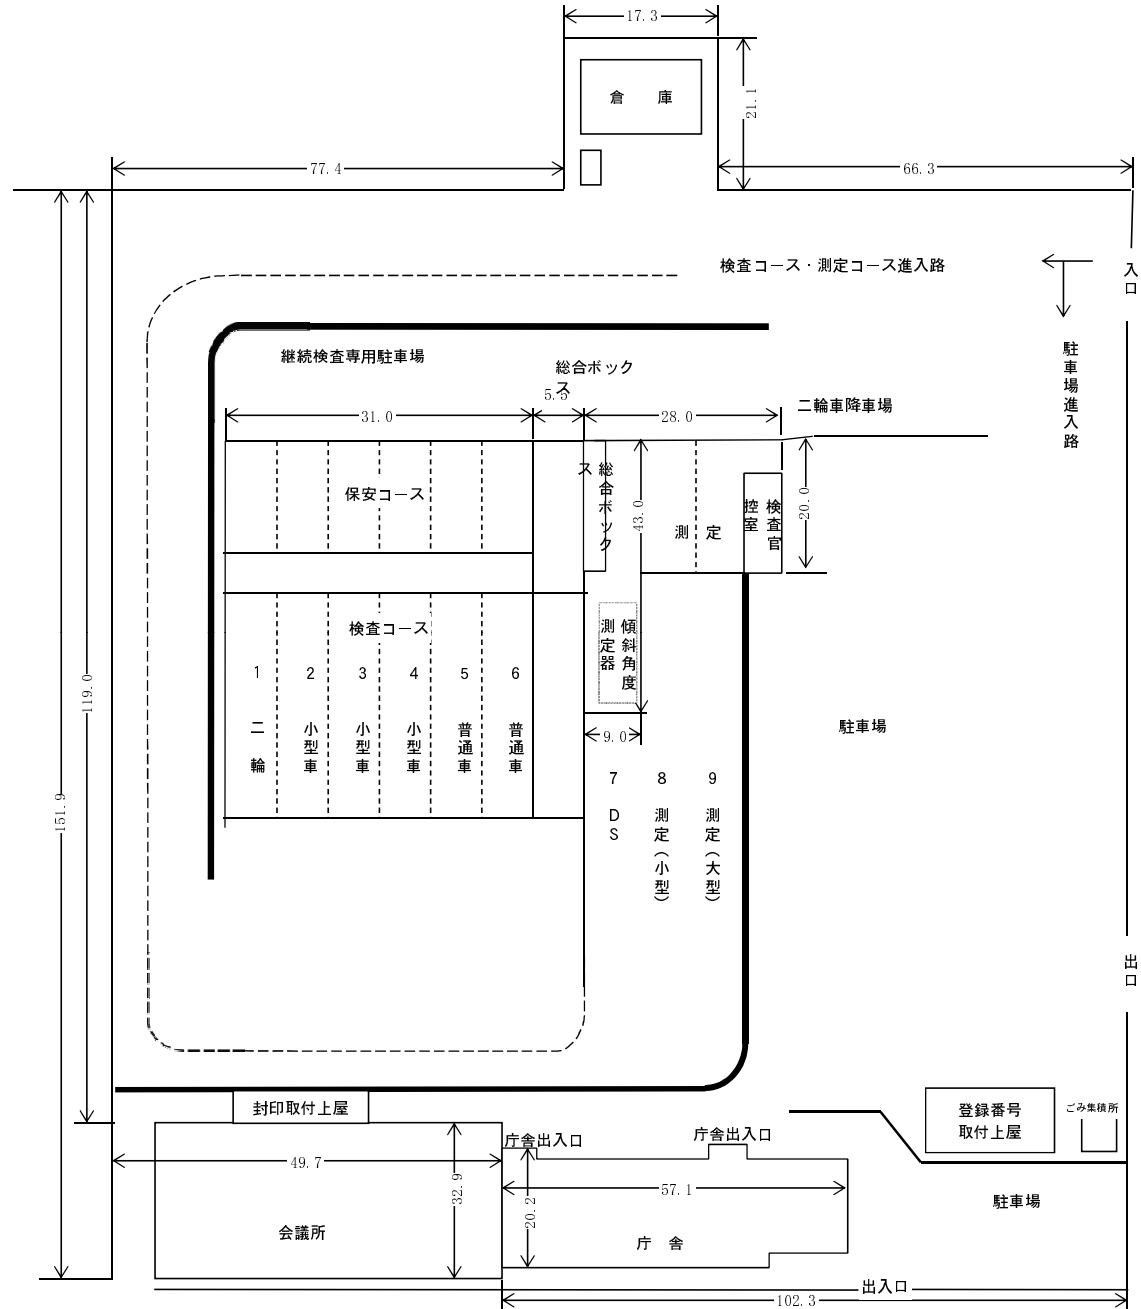 17.3
倉　庫
21.1
77.4
66.3
検査コース・測定コース進入路
入口
駐車場進入路
継続検査専用駐車場
総合ボックス
5.5
31.0
28.0
二輪車降車場
保安コース
総合ボックス
43.0
測　定
検査官控室
20.0
検査コース
傾斜角度測定器
1　2　3　4　5　6
二輪
小型車
小型車
小型車
普通車
普通車
9.0
駐車場
119.0
151.9
7　8　9
DS
測定(小型)
測定(大型)
出口
封印取付上屋
登録番号
取付上屋
ごみ集積所
庁舎出入口
庁舎出入口
49.7
32.9
20.2
57.1
駐車場
会議所
庁　舎
出入口
102.3